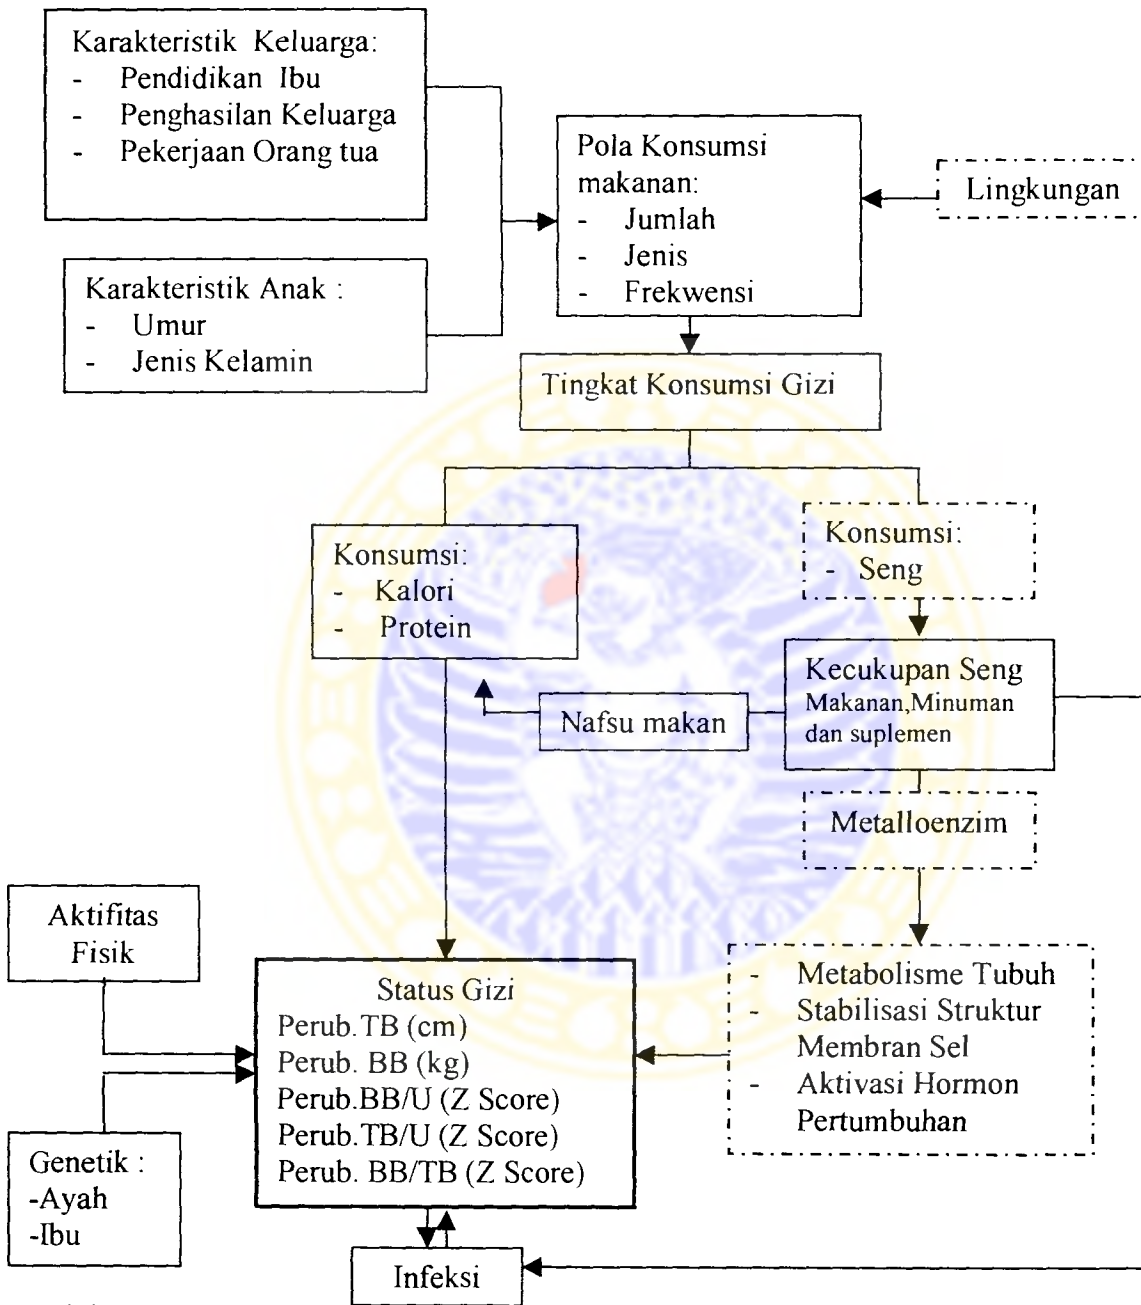 Karakteristik Keluarga:
- Pendidikan Ibu
- Penghasilan Keluarga
- Pekerjaan Orang tua
Karakteristik Anak :
- Umur
- Jenis Kelamin
Pola Konsumsi
makanan:
- Jumlah
- Jenis
- Frekwensi
Lingkungan
Tingkat Konsumsi Gizi
Konsumsi:
- Kalori
- Protein
Konsumsi:
- Seng
Kecukupan Seng
Makanan,Minuman
dan suplemen
Nafsu makan
Metalloenzim
Aktifitas
Fisik
Status Gizi
Perub.TB (cm)
Perub. BB (kg)
Perub.BB/U (Z Score)
Perub.TB/U (Z Score)
Perub. BB/TB (Z Score)
- Metabolisme Tubuh
- Stabilisasi Struktur
Membran Sel
- Aktivasi Hormon
Pertumbuhan
Genetik :
-Ayah
-Ibu
Infeksi